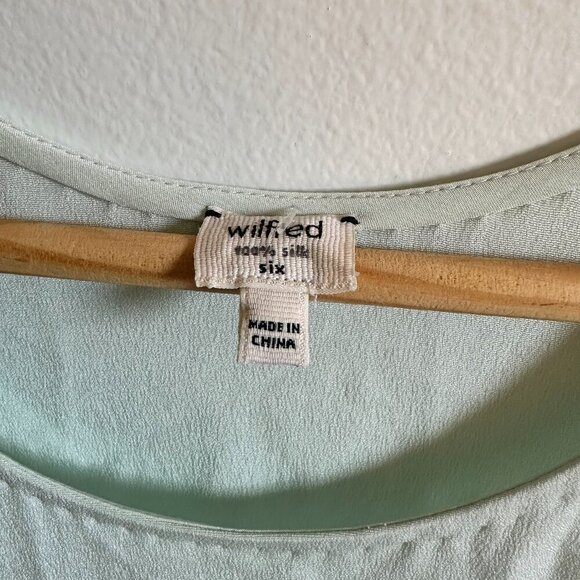 wilfred
100% silk
six
MADE IN
CHINA